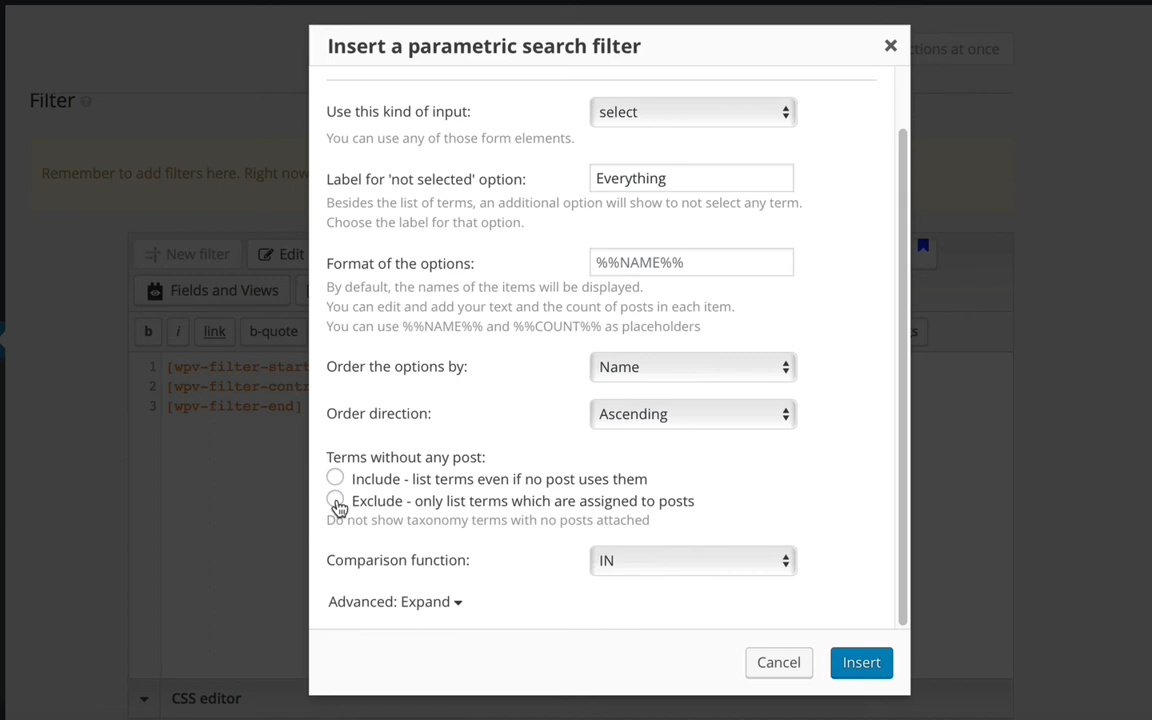 Insert a parametric search filter
ctions at once
Filter
Remember to add filters here. Right now
Use this kind of input:
select
You can use any of those form elements.
Label for 'not selected' option:
Everything
Besides the list of terms, an additional option will show to not select any term.
Choose the label for that option.
New filter
Edit
Format of the options:
%%NAME%%
By default, the names of the items will be displayed.
You can edit and add your text and the count of posts in each item.
You can use %%NAME%% and %%COUNT%% as placeholders
Fields and Views
b
i
link
b-quote
s
1 [wpv-filter-start
2 [wpv-filter-contr
3 [wpv-filter-end]
Order the options by:
Name
Order direction:
Ascending
Terms without any post:
Include - list terms even if no post uses them
Exclude - only list terms which are assigned to posts
Do not show taxonomy terms with no posts attached
Comparison function:
IN
Advanced: Expand
Cancel
Insert
CSS editor